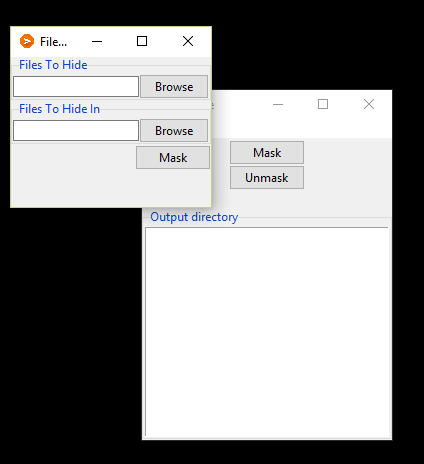 File...
Files To Hide
Browse
Files To Hide In
Browse
Mask
Mask
Unmask
Output directory